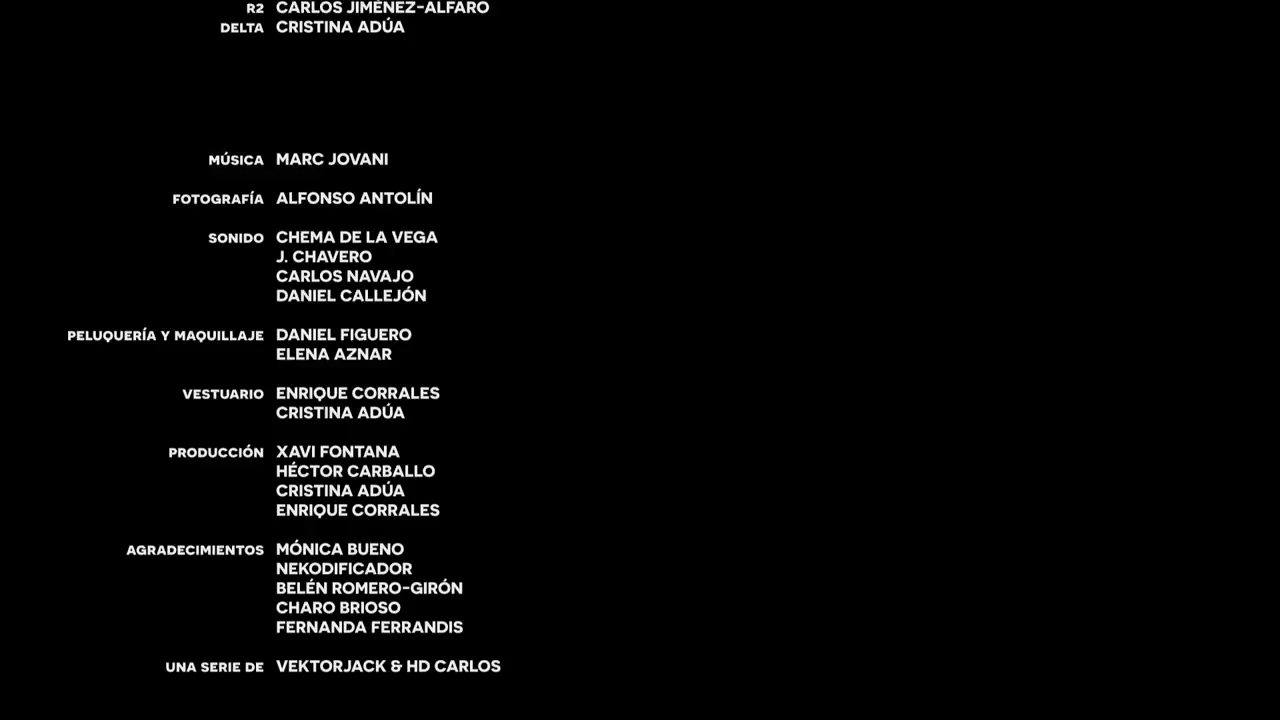 R2 CARLOS JIMÉNEZ-ALFARO
DELTA CRISTINA ADÚA
MÚSICA MARC JOVANI
FOTOGRAFÍA ALFONSO ANTOLÍN
SONIDO CHEMA DE LA VEGA
J. CHAVERO
CARLOS NAVAJO
DANIEL CALLEJÓN
PELUQUERÍA Y MAQUILLAJE DANIEL FIGUERO
ELENA AZNAR
VESTUARIO ENRIQUE CORRALES
CRISTINA ADÚA
PRODUCCIÓN XAVI FONTANA
HÉCTOR CARBALLO
CRISTINA ADÚA
ENRIQUE CORRALES
AGRADECIMIENTOS MÓNICA BUENO
NEKODIFICADOR
BELÉN ROMERO-GIRÓN
CHARO BRIOSO
FERNANDA FERRANDIS
UNA SERIE DE VEKTORJACK & HD CARLOS